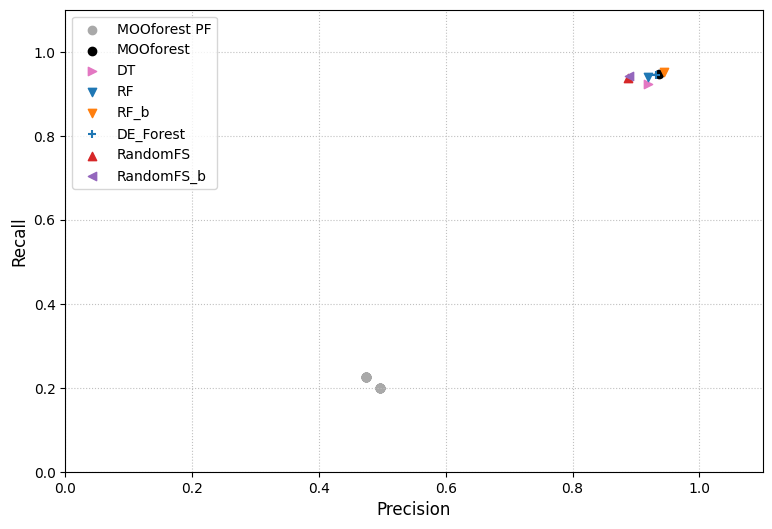 MOOforest PF
MOOforest
DT
RF
RF_b
DE_Forest
RandomFS
RandomFS_b
1.0
0.8
0.6
0.4
0.2
0.0
Recall
0.0 0.2 0.4 0.6 0.8 1.0
Precision